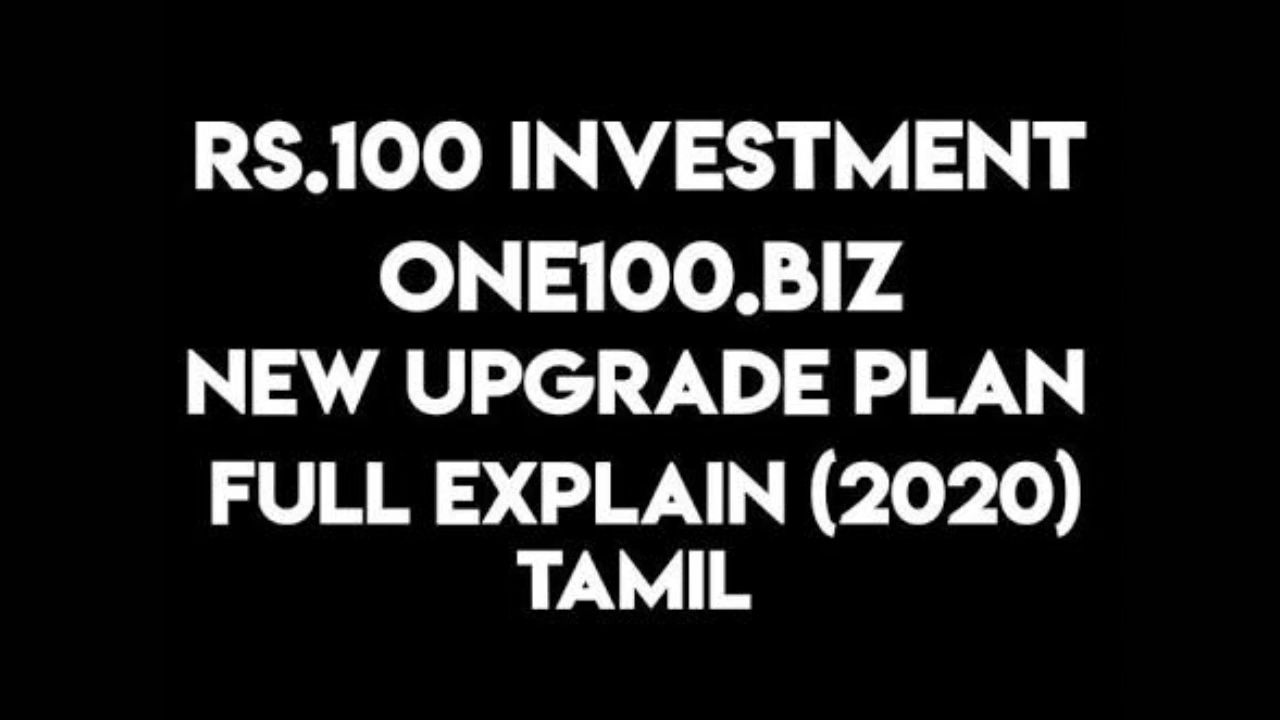 RS.100 INVESTMENT
ONE100.BIZ
NEW UPGRADE PLAN
FULL EXPLAIN (2020)
TAMIL